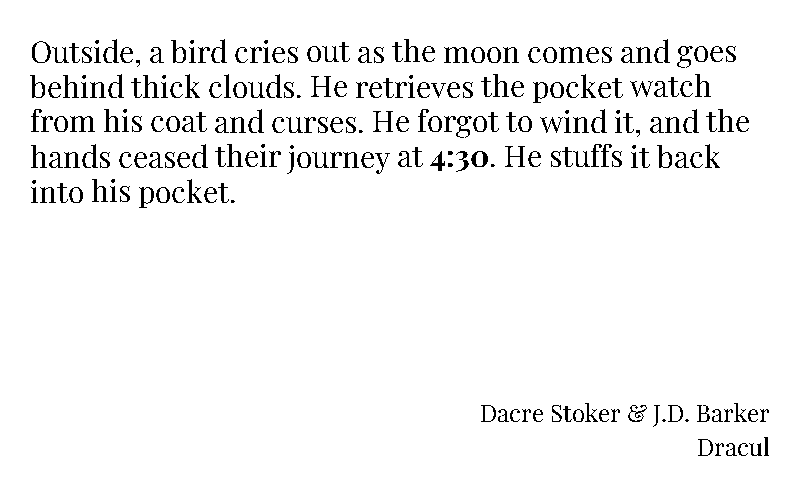 Outside, a bird cries out as the moon comes and goes
behind thick clouds. He retrieves the pocket watch
from his coat and curses. He forgot to wind it, and the
hands ceased their journey at 4:30. He stuffs it back
into his pocket.
Dacre Stoker & J.D. Barker
Dracul